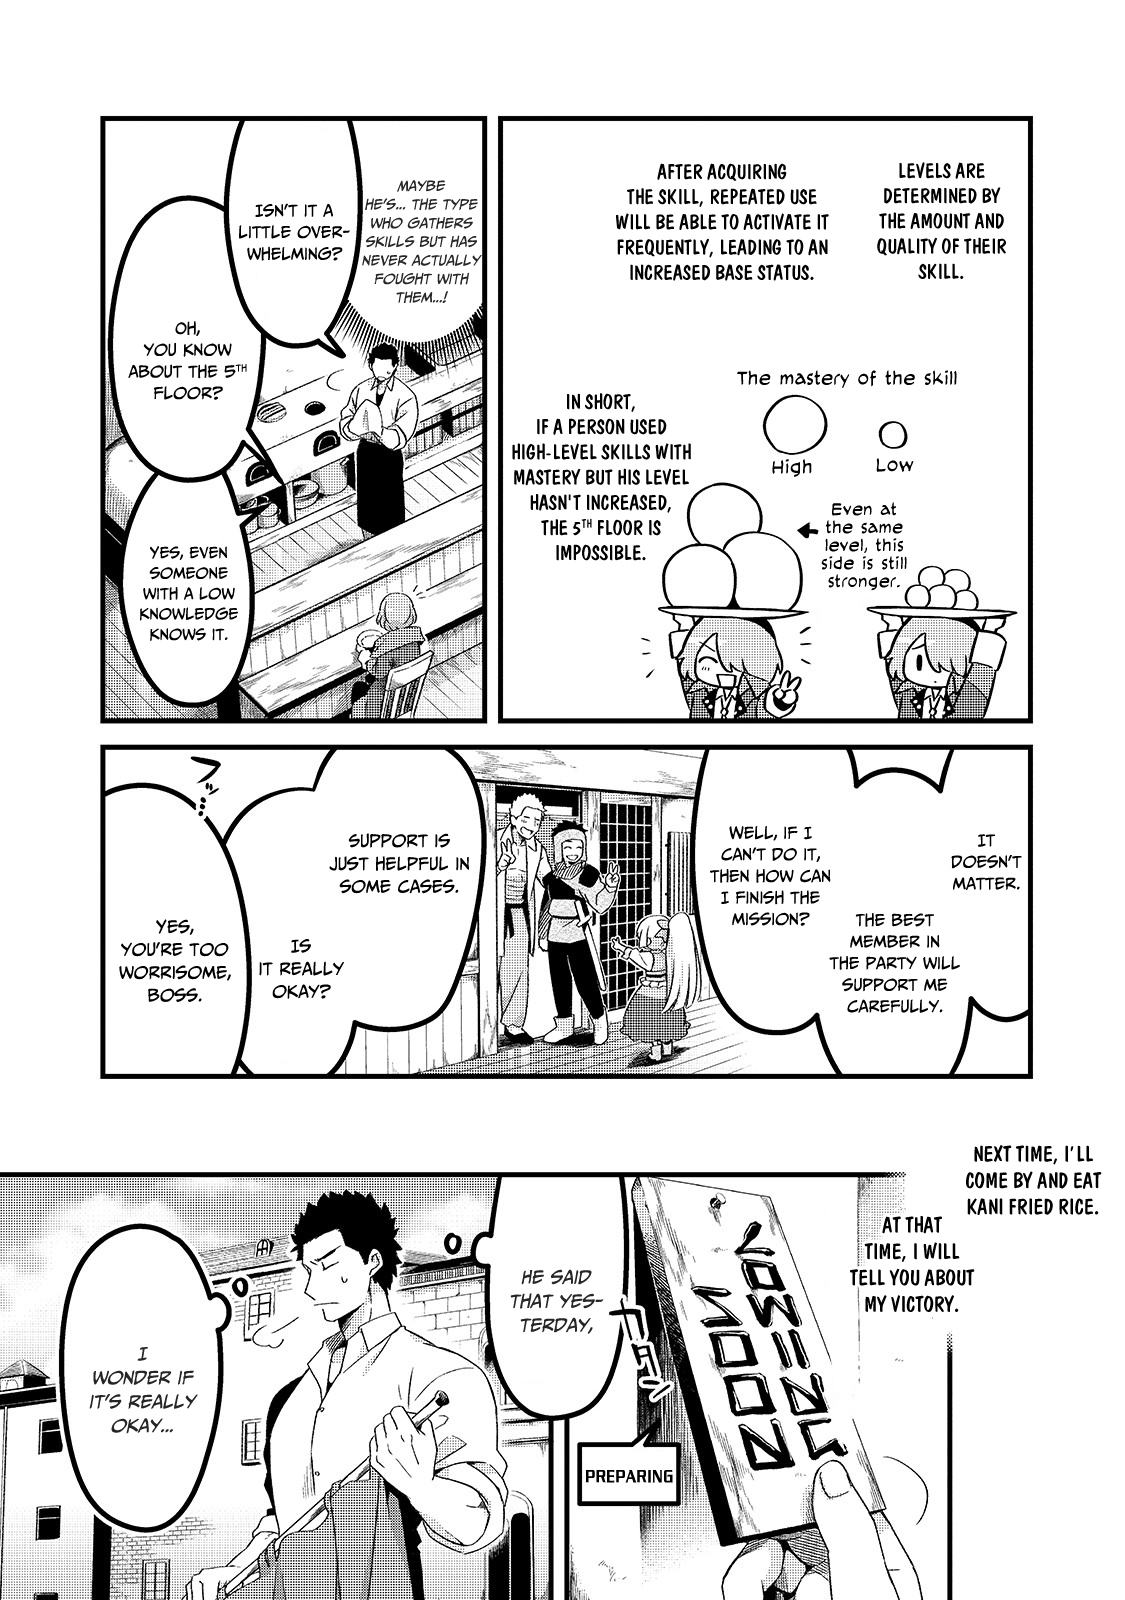 LEVELS ARE
DETERMINED BY
THE AMOUNT AND
QUALITY OF THEIR
SKILL.
AFTER ACQUIRING
THE SKILL, REPEATED USE
WILL BE ABLE TO ACTIVATE IT
FREQUENTLY, LEADING TO AN
INCREASED BASE STATUS.
The mastery of the skill
High
Low
Even at
the same
level, this
side is still
stronger.
IN SHORT,
IF A PERSON USED
HIGH-LEVEL SKILLS WITH
MASTERY BUT HIS LEVEL
HASN'T INCREASED,
THE 5TH FLOOR IS
IMPOSSIBLE.
MAYBE
HE'S... THE TYPE
WHO GATHERS
SKILLS BUT HAS
NEVER ACTUALLY
FOUGHT WITH
THEM...!
ISN'T IT A
LITTLE OVER-
WHELMING?
OH,
YOU KNOW
ABOUT THE 5TH
FLOOR?
YES, EVEN
SOMEONE
WITH A LOW
KNOWLEDGE
KNOWS IT.
IT
DOESN'T
MATTER.
THE BEST
MEMBER IN
THE PARTY WILL
SUPPORT ME
CAREFULLY.
WELL, IF I
CAN'T DO IT,
THEN HOW CAN
I FINISH THE
MISSION?
SUPPORT IS
JUST HELPFUL IN
SOME CASES.
IS
IT REALLY
OKAY?
YES,
YOU'RE TOO
WORRISOME,
BOSS.
NEXT TIME, I'LL
COME BY AND EAT
KANI FRIED RICE.
AT THAT
TIME, I WILL
TELL YOU ABOUT
MY VICTORY.
カタン
PREPARING
HE SAID
THAT YES-
TERDAY,
I
WONDER IF
IT'S REALLY
OKAY...